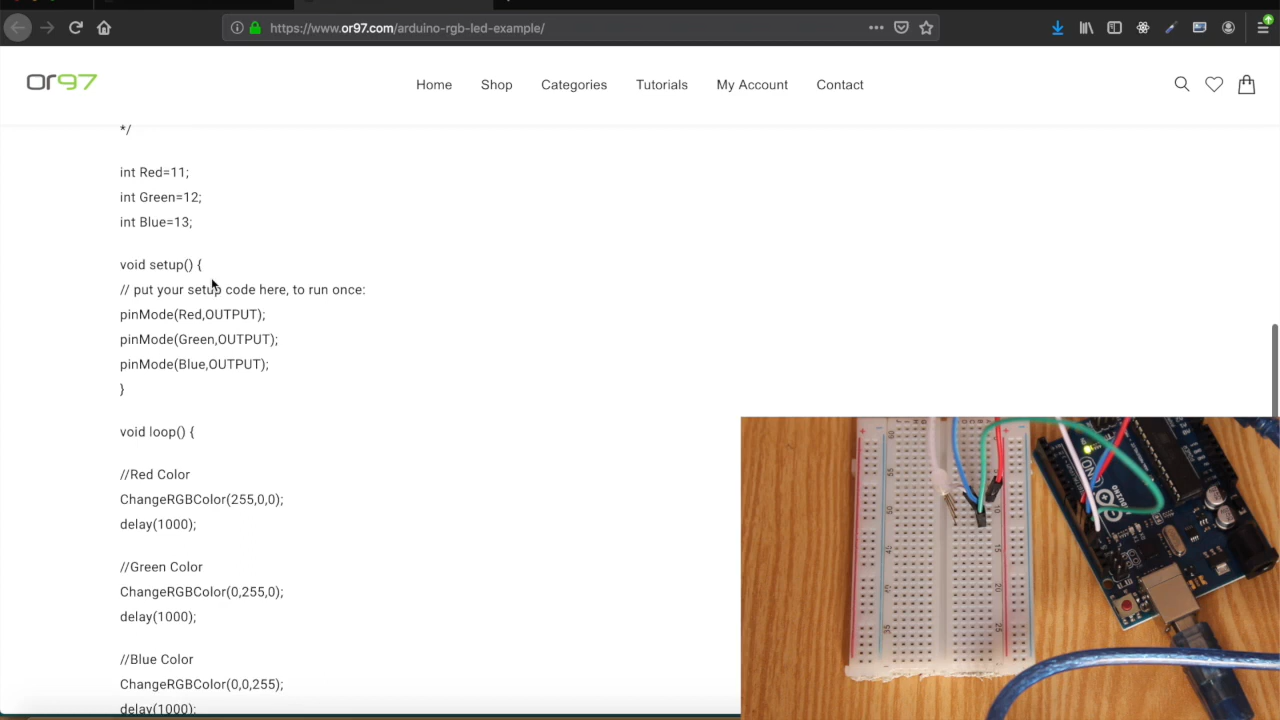 https://www.or97.com/arduino-rgb-led-example/
or97
Home Shop Categories Tutorials My Account Contact
*/
int Red=11;
int Green=12;
int Blue=13;
void setup() {
// put your setup code here, to run once:
pinMode(Red,OUTPUT);
pinMode(Green,OUTPUT);
pinMode(Blue,OUTPUT);
}
void loop() {
//Red Color
ChangeRGBColor(255,0,0);
delay(1000);
//Green Color
ChangeRGBColor(0,255,0);
delay(1000);
//Blue Color
ChangeRGBColor(0,0,255);
delay(1000);